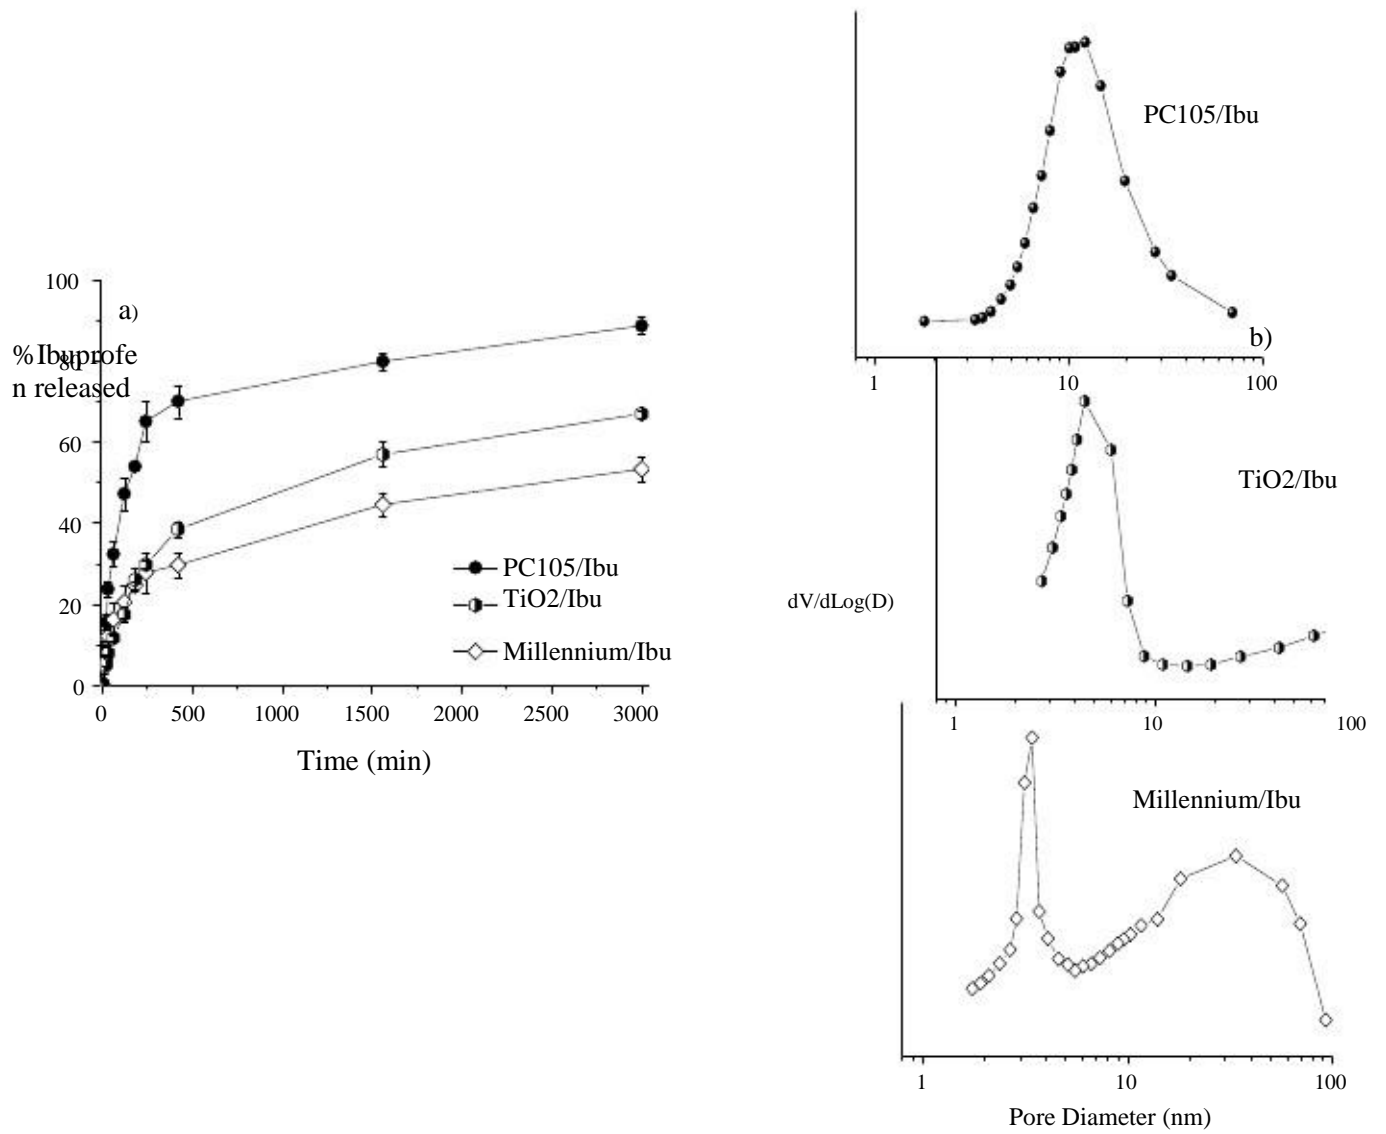 100
a)
% Ibuprofe
80
n released
60
40
20
0
0 500 1000 1500 2000 2500 3000
Time (min)
PC105/Ibu
TiO2/Ibu
Millennium/Ibu
PC105/Ibu
b)
1 10 100
TiO2/Ibu
dV/dLog(D)
1 10 100
Millennium/Ibu
1 10 100
Pore Diameter (nm)